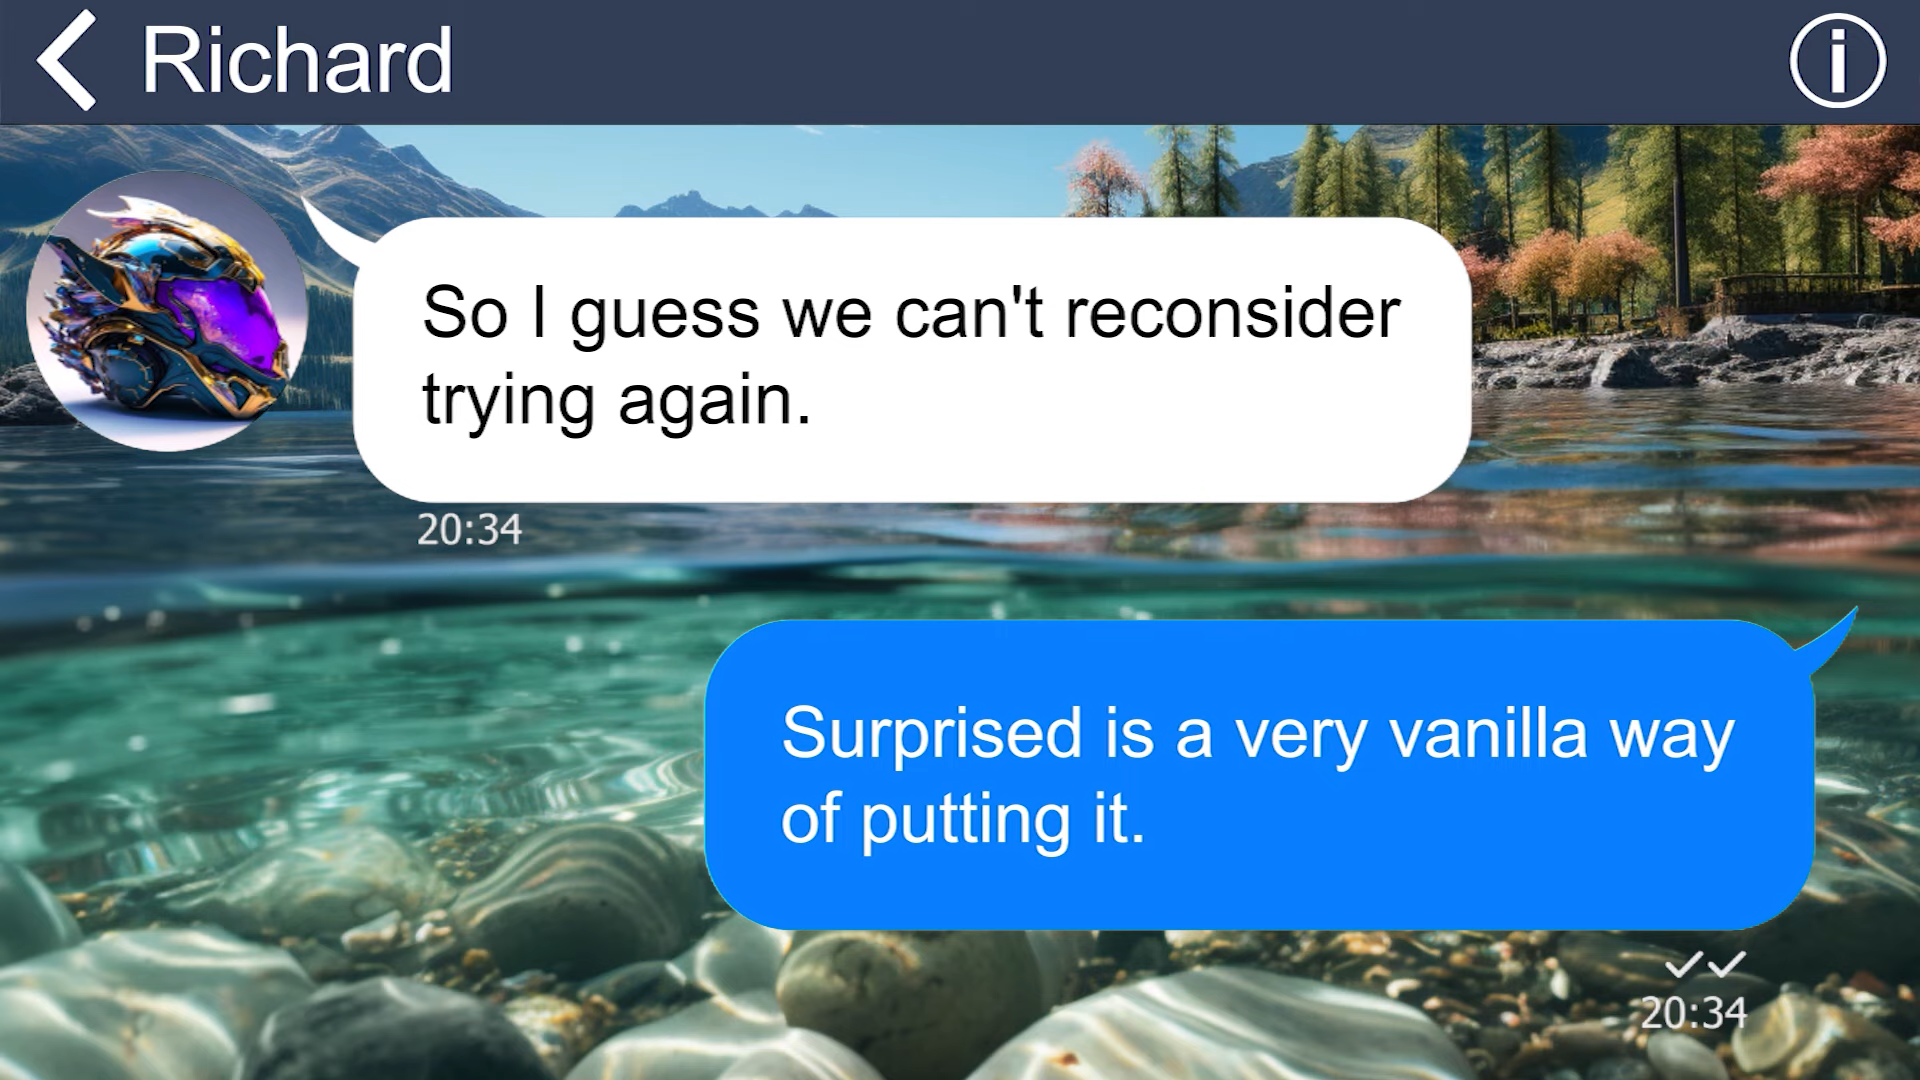 Richard
So I guess we can't reconsider
trying again.
20:34
Surprised is a very vanilla way
of putting it.
20:34